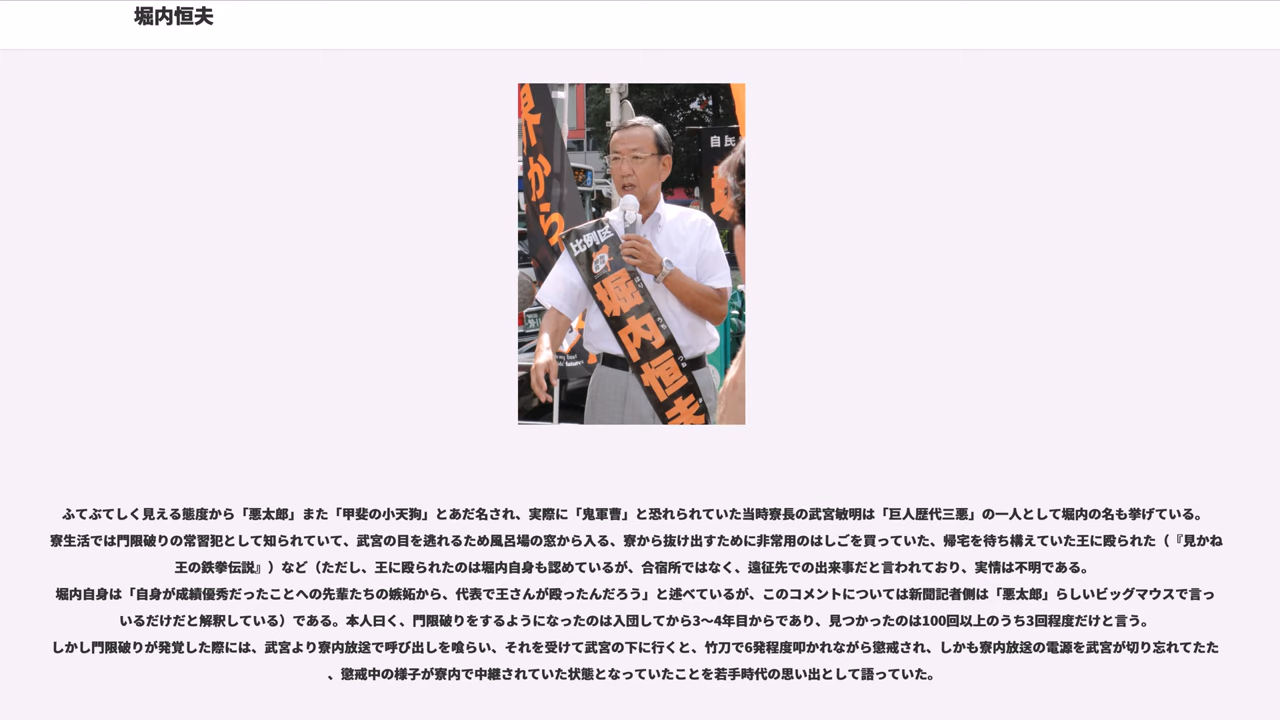 堀内恒夫
界から
自民
比例区
堀内恒夫
はり
うち
つね
ふてぶてしく見える態度から「悪太郎」また「甲斐の小天狗」とあだ名され、実際に「鬼軍曹」と恐れられていた当時寮長の武宮敏明は「巨人歴代三悪」の一人として堀内の名も挙げている。
寮生活では門限破りの常習犯として知られていて、武宮の目を逃れるため風呂場の窓から入る、寮から抜け出すために非常用のはしごを買っていた、帰宅を待ち構えていた王に殴られた（『見かね
王の鉄拳伝説』）など（ただし、王に殴られたのは堀内自身も認めているが、合宿所ではなく、遠征先での出来事だと言われており、実情は不明である。
堀内自身は「自身が成績優秀だったことへの先輩たちの嫉妬から、代表で王さんが殴ったんだろう」と述べているが、このコメントについては新聞記者側は「悪太郎」らしいビッグマウスで言っ
いるだけだと解釈している）である。本人曰く、門限破りをするようになったのは入団してから3〜4年目からであり、見つかったのは100回以上のうち3回程度だけと言う。
しかし門限破りが発覚した際には、武宮より寮内放送で呼び出しを喰らい、それを受けて武宮の下に行くと、竹刀で6発程度叩かれながら懲戒され、しかも寮内放送の電源を武宮が切り忘れてたた
、懲戒中の様子が寮内で中継されていた状態となっていたことを若手時代の思い出として語っていた。